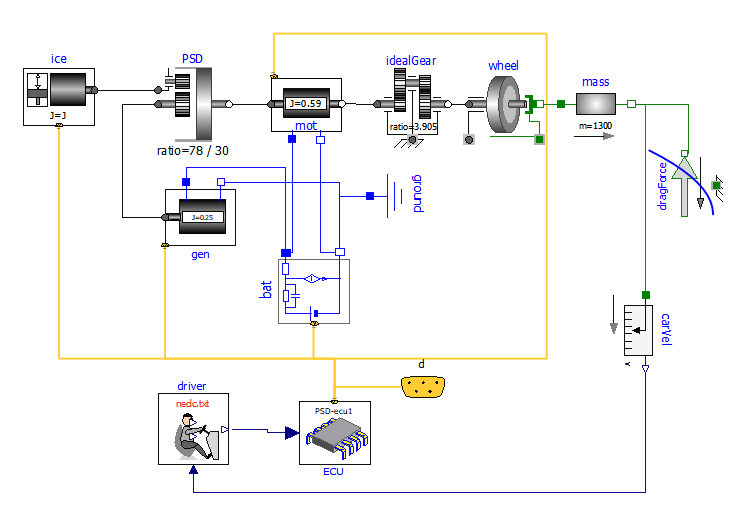 ice
PSD
idealGear
wheel
mass
J=J
J=0.59
mot
ratio=3.905
m=1300
ratio=78 / 30
dragForce
J=0.25
gen
ground
bat
carVel
v
d
driver
nedc.txt
PSD-ecu1
ECU